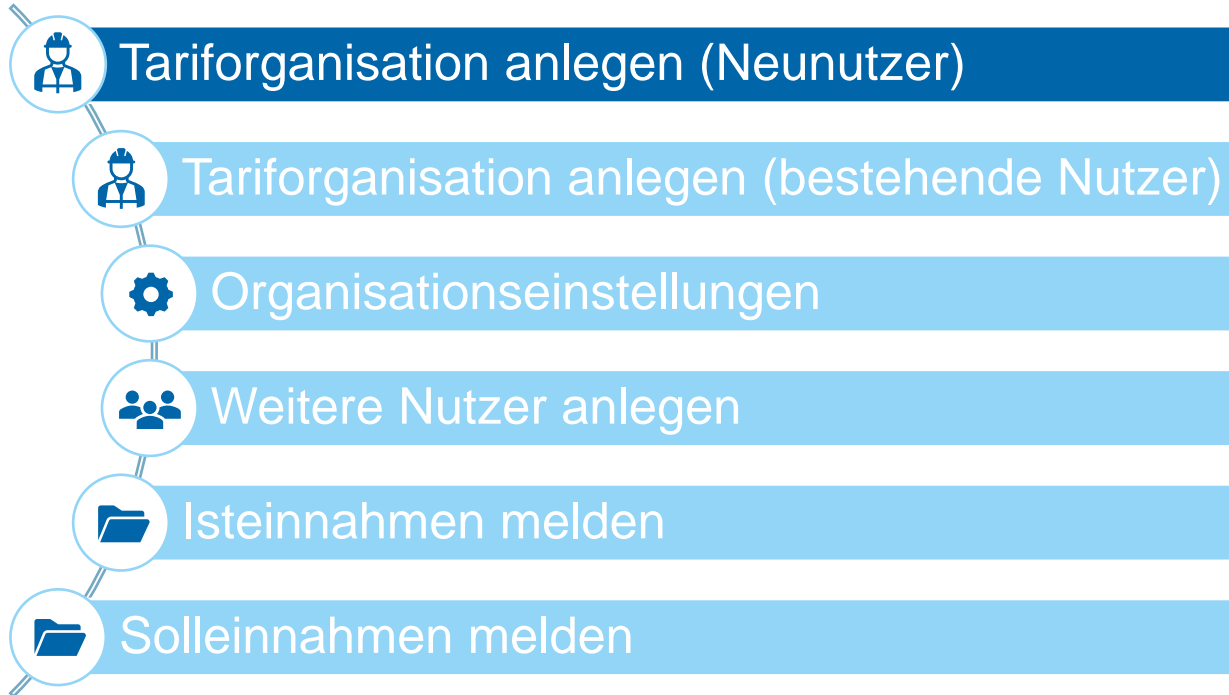 Tariforganisation anlegen (Neunutzer)
Tariforganisation anlegen (bestehende Nutzer)
Organisationseinstellungen
Weitere Nutzer anlegen
Isteinnahmen melden
Solleinnahmen melden